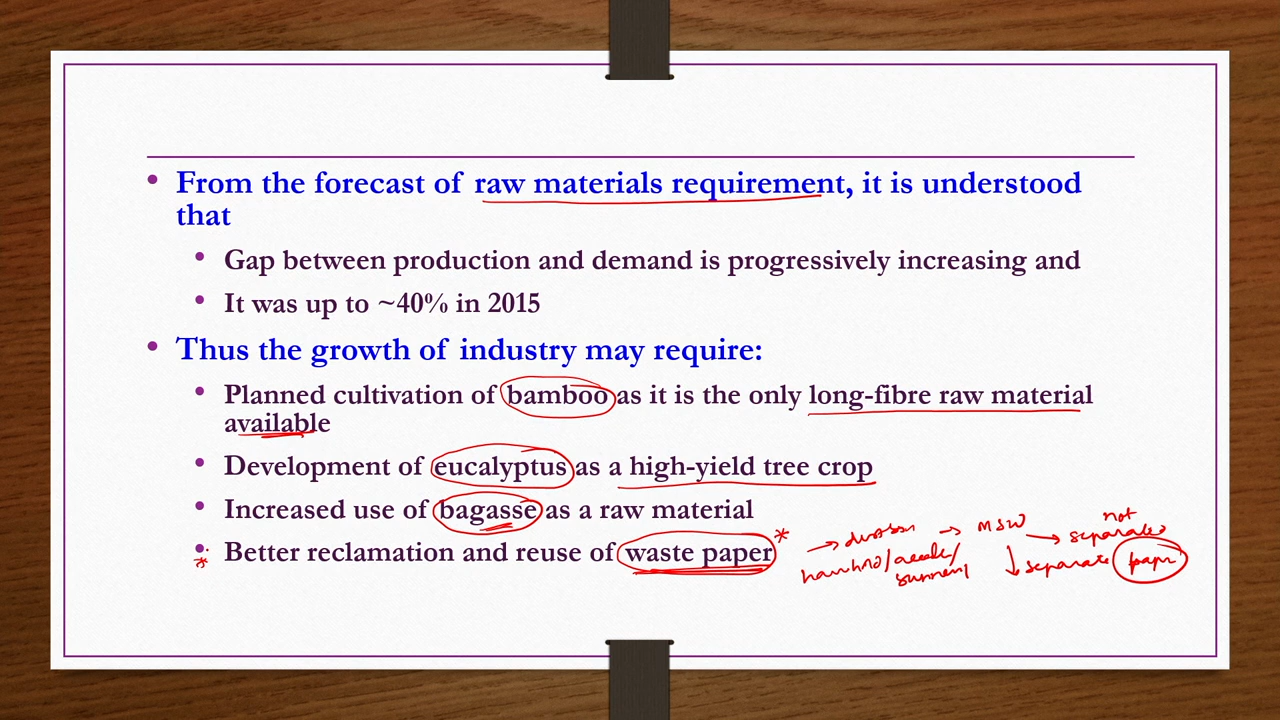 • From the forecast of raw materials requirement, it is understood
that
• Gap between production and demand is progressively increasing and
• It was up to ~40% in 2015
• Thus the growth of industry may require:
• Planned cultivation of bamboo as it is the only long-fibre raw material
available
• Development of eucalyptus as a high-yield tree crop
• Increased use of bagasse as a raw material
• Better reclamation and reuse of waste paper*
→ MSW
→ not
separated
↓ separate paper